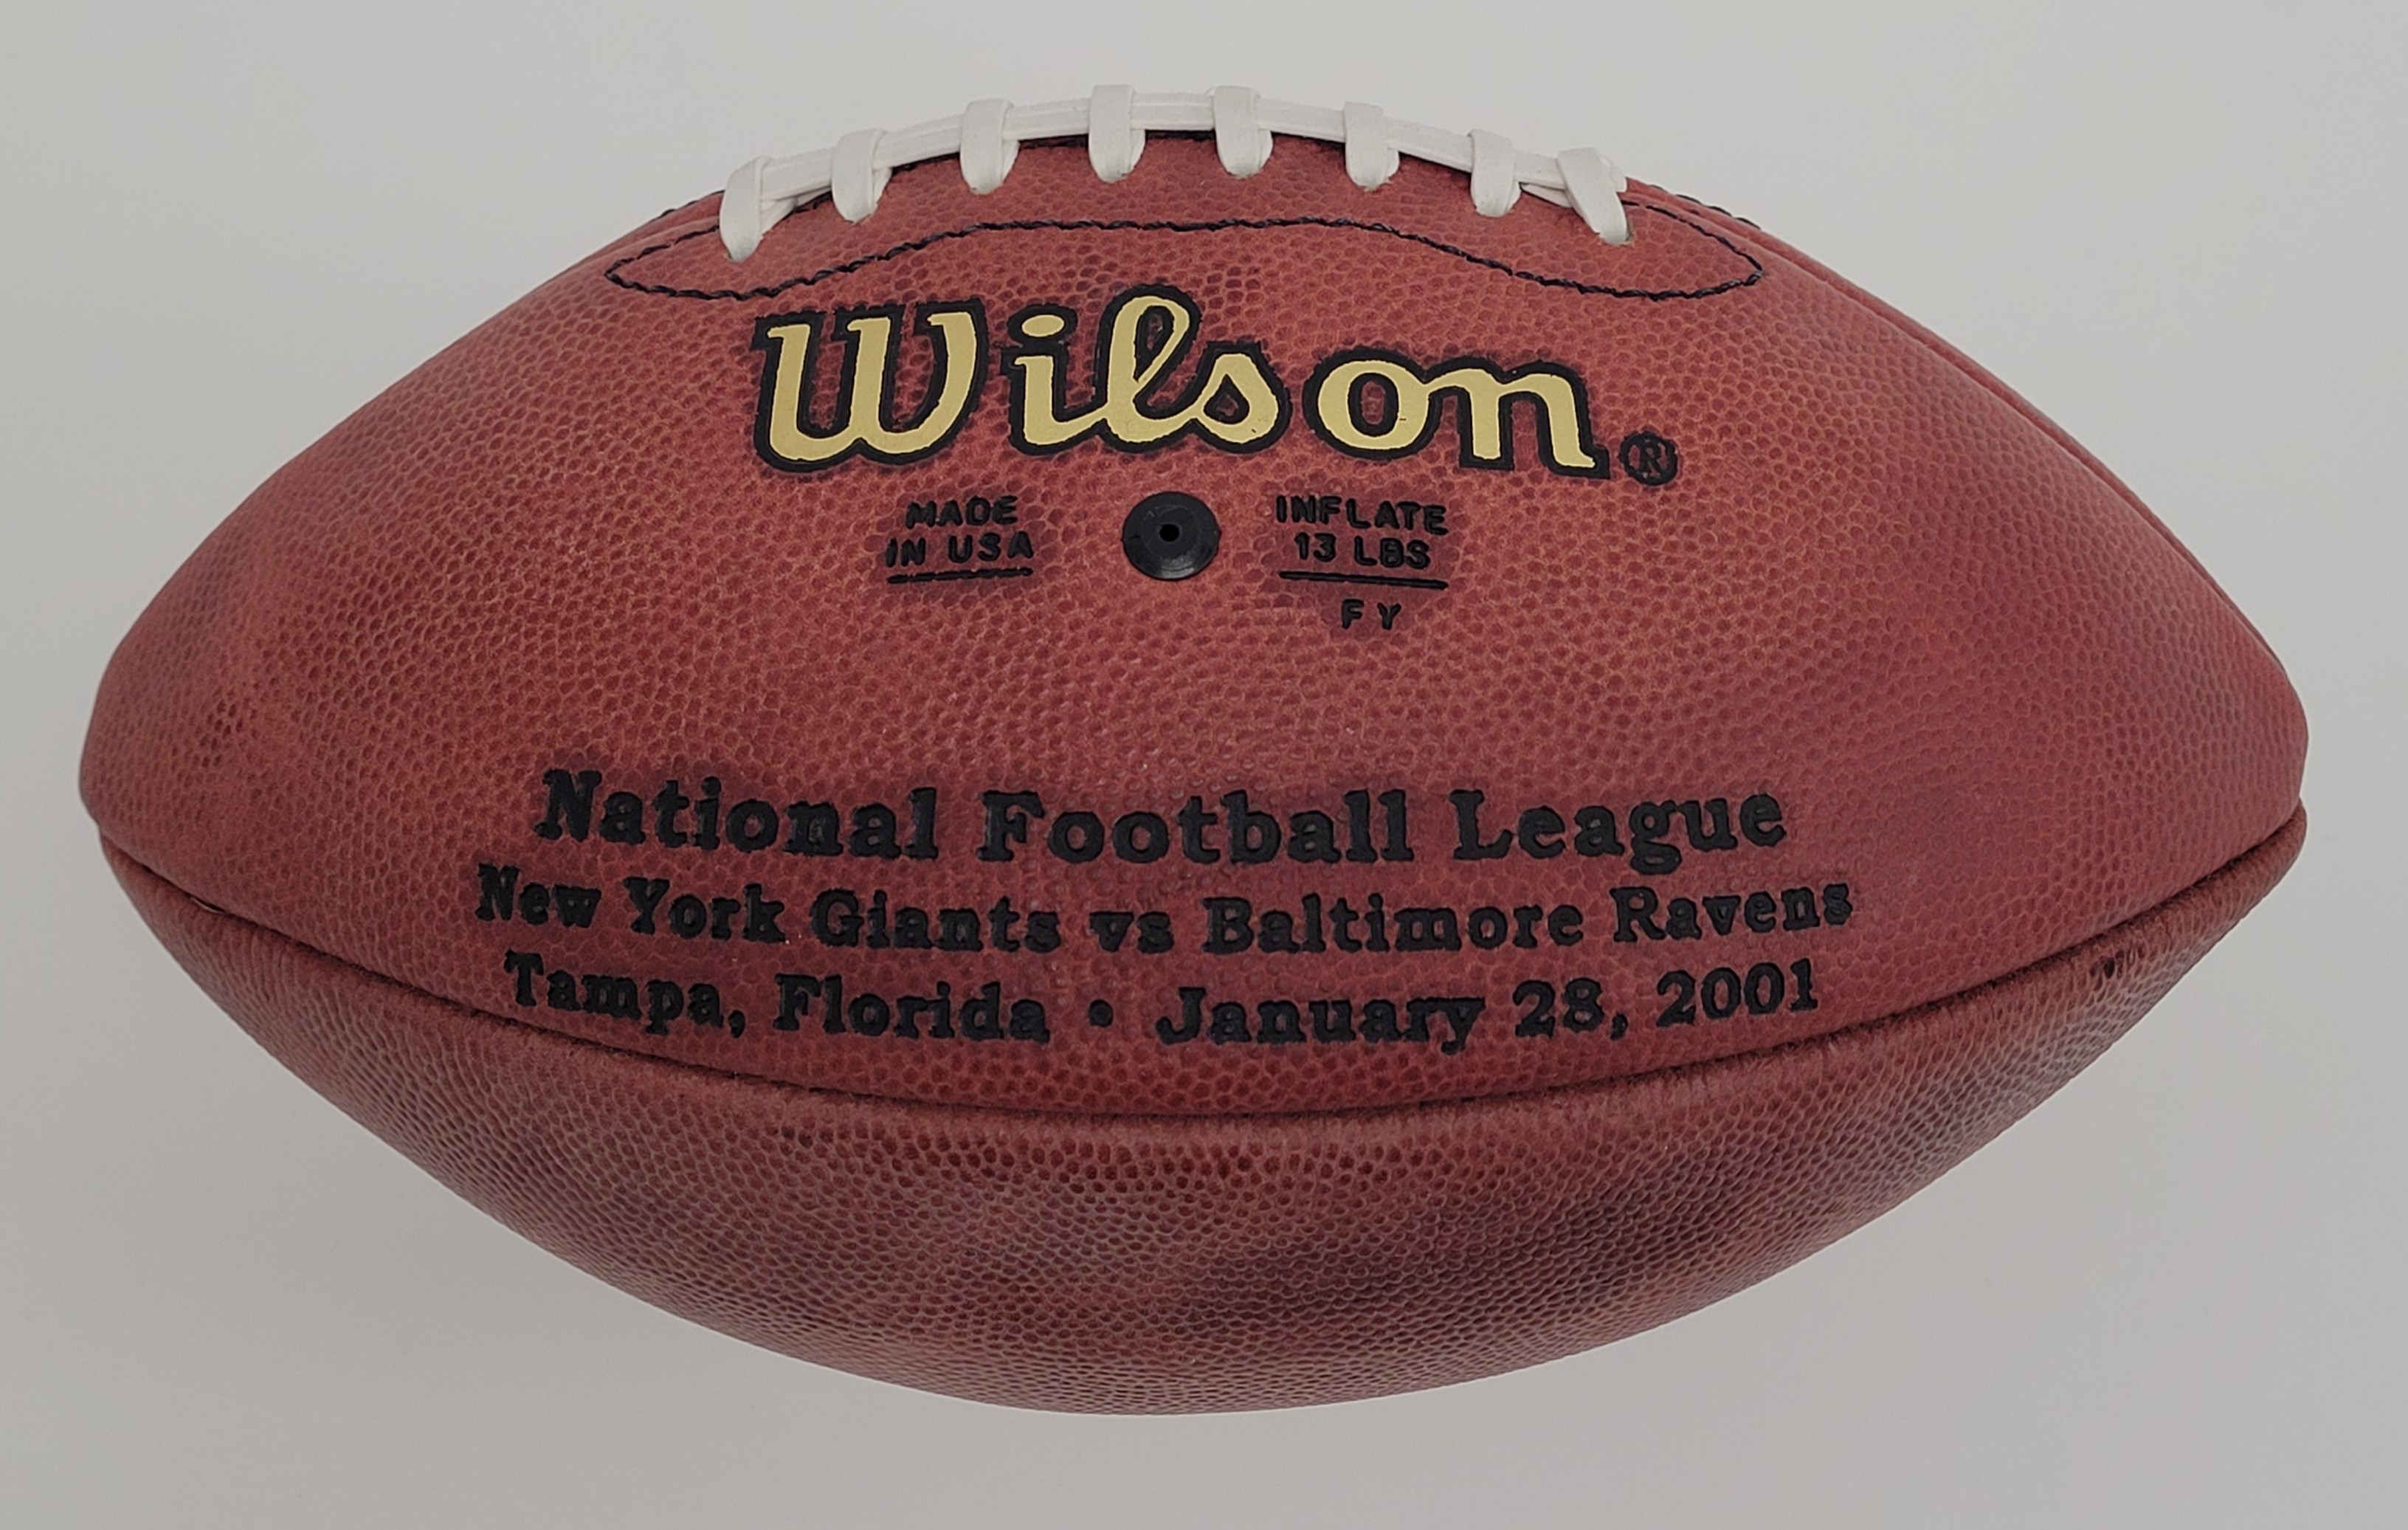 Wilson®
MADE
IN USA
INFLATE
13 LBS
FY
National Football League
New York Giants vs Baltimore Ravens
Tampa, Florida • January 28, 2001